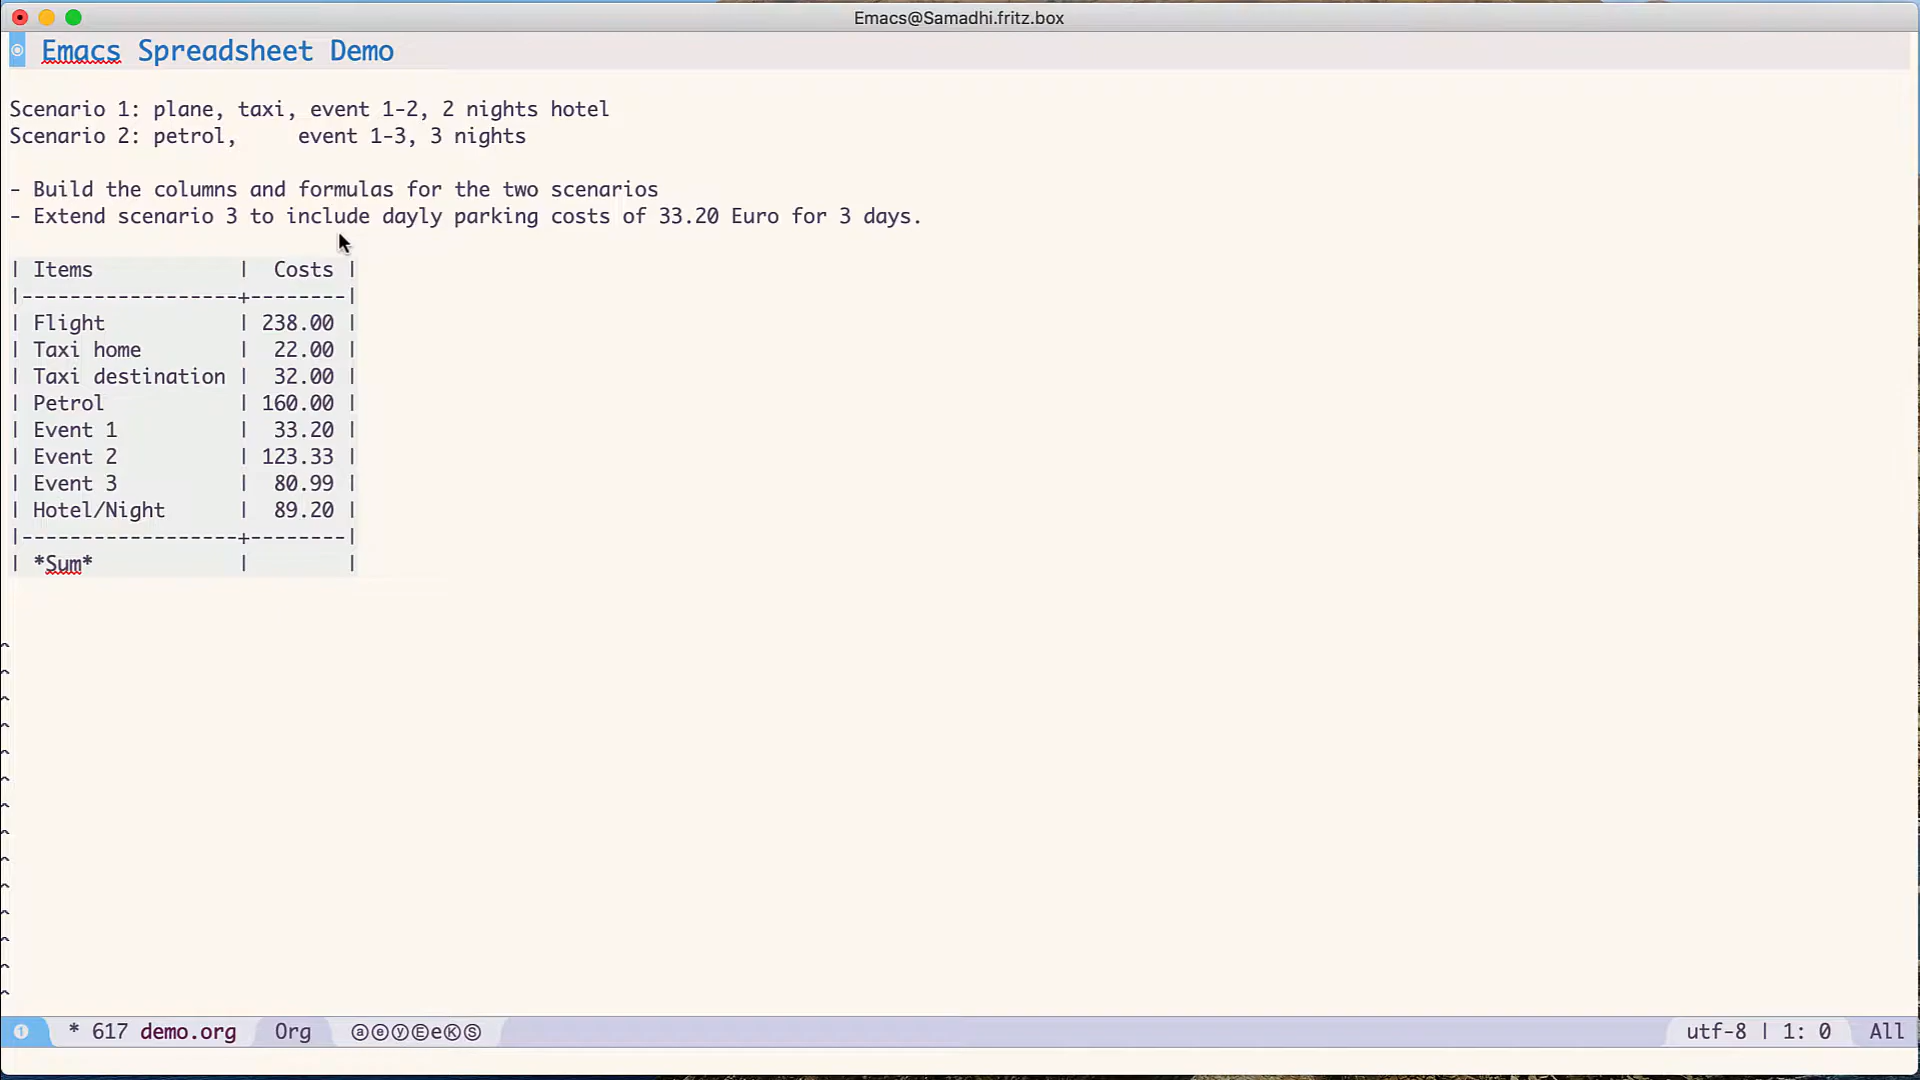 Emacs@Samadhi.fritz.box
Emacs Spreadsheet Demo
Scenario 1: plane, taxi, event 1-2, 2 nights hotel
Scenario 2: petrol,     event 1-3, 3 nights
- Build the columns and formulas for the two scenarios
- Extend scenario 3 to include dayly parking costs of 33.20 Euro for 3 days.
| Items            |  Costs |
|------------------+--------|
| Flight           | 238.00 |
| Taxi home        |  22.00 |
| Taxi destination |  32.00 |
| Petrol           | 160.00 |
| Event 1          |  33.20 |
| Event 2          | 123.33 |
| Event 3          |  80.99 |
| Hotel/Night      |  89.20 |
|------------------+--------|
| *Sum*            |        |
~
~
~
~
~
~
~
~
~
~
~
~
~
~
① * 617 demo.org Org ⓐⓔⓨⒺeⓀⓈ utf-8 | 1: 0 All